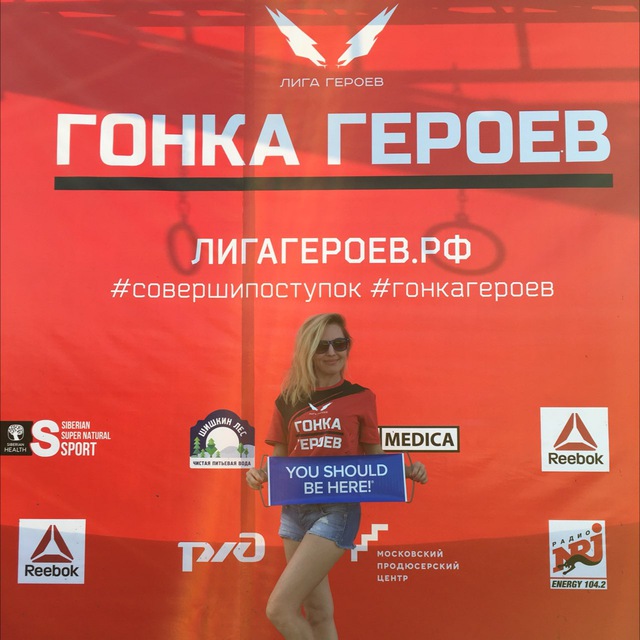 ЛИГА ГЕРОЕВ
ГОНКА ГЕРОЕВ
ЛИГАГЕРОЕВ.РФ
#совершипоступок #гонкагероев
SIBERIAN
HEALTH
S SIBERIAN
SUPER NATURAL
SPORT
ШИШКИН ЛЕС
ЧИСТАЯ ПИТЬЕВАЯ ВОДА
ГОНКА
ГЕРОЕВ
MEDICA
Reebok
YOU SHOULD
BE HERE!
Reebok
РЖД
МОСКОВСКИЙ
ПРОДЮСЕРСКИЙ
ЦЕНТР
РАДИО
NRJ
ENERGY 104.2